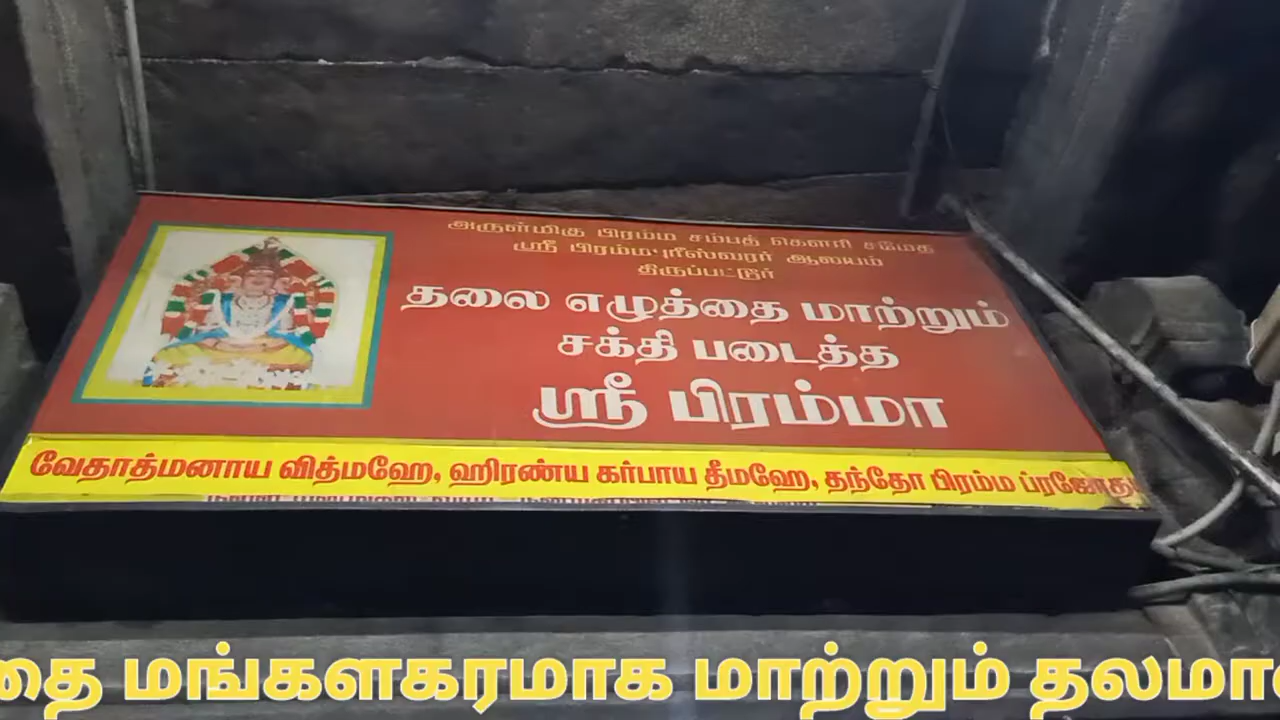 அருள்மிகு பிரம்ம சம்பத் கௌரி சமேத
ஸ்ரீ பிரம்மபுரீஸ்வரர் ஆலயம்
திருப்பட்டூர்
தலை எழுத்தை மாற்றும்
சக்தி படைத்த
ஸ்ரீ பிரம்மா
வேதாத்மனாய வித்மஹே, ஹிரண்ய கர்பாய தீமஹே, தந்தோ பிரம்ம ப்ரஜோத
தை மங்களகரமாக மாற்றும் தலமா